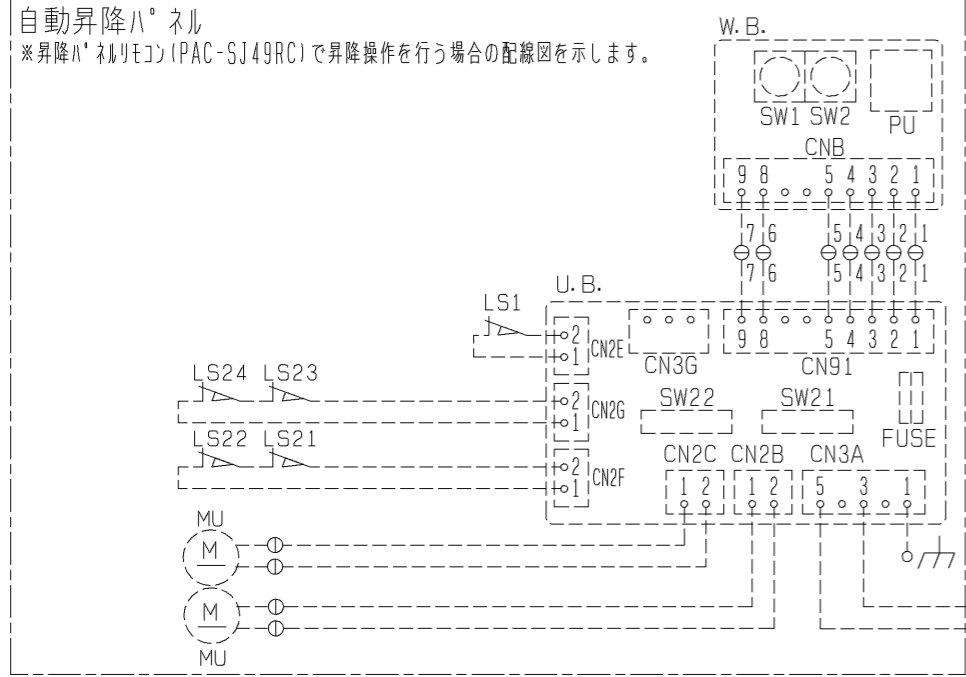 自動昇降パネル
※昇降パネルリモコン(PAC-SJ49RC)で昇降操作を行う場合の配線図を示します。
W.B.
SW1 SW2
PU
CNB
9 8 5 4 3 2 1
7 6 5 4 3 2 1
7 6 5 4 3 2 1
U.B.
LS1
2
1
CN2E
CN3G
9 8 5 4 3 2 1
CN91
LS24 LS23
2
1
CN2G
SW22
SW21
FUSE
LS22 LS21
2
1
CN2F
CN2C CN2B CN3A
1 2 1 2 5 3 1
MU
M
M
MU